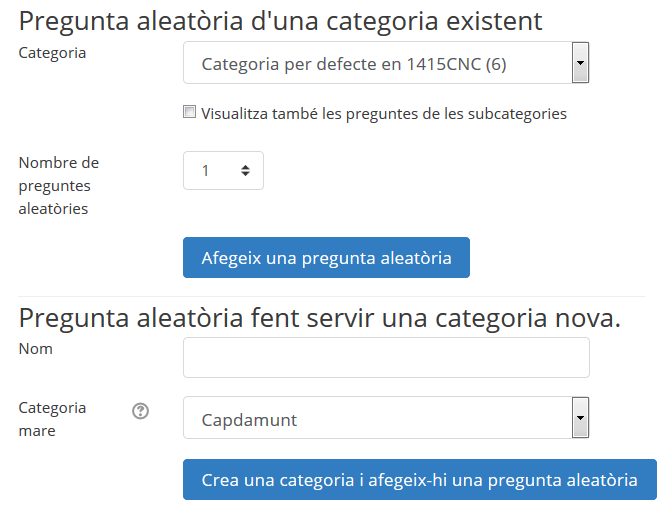 Pregunta aleatòria d'una categoria existent
Categoria
Categoria per defecte en 1415CNC (6)
Visualitza també les preguntes de les subcategories
Nombre de
preguntes
aleatòries
1
Afegeix una pregunta aleatòria
Pregunta aleatòria fent servir una categoria nova.
Nom
Categoria
mare
?
Capdamunt
Crea una categoria i afegeix-hi una pregunta aleatòria